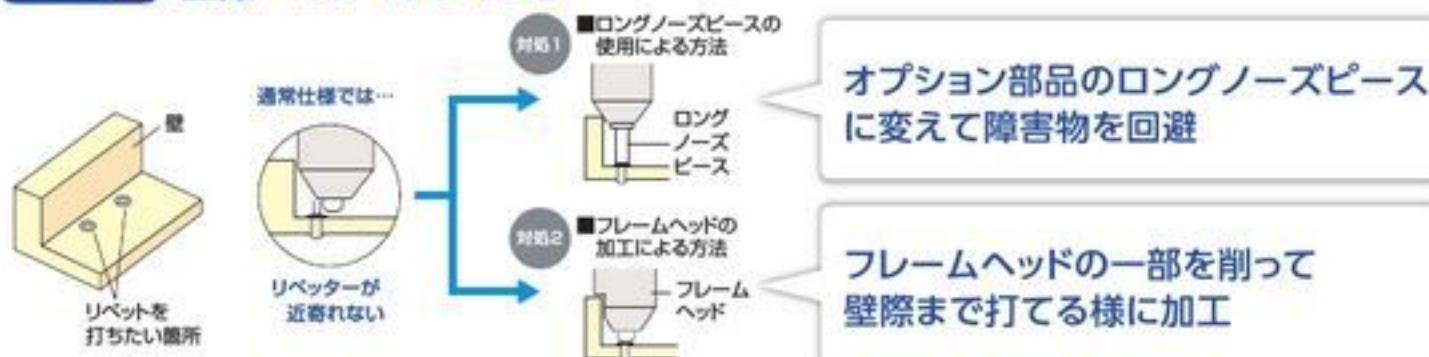 壁
リベットを
打ちたい箇所
通常仕様では…
リベッターが
近寄れない
対処1
■ロングノーズピースの
使用による方法
ロング
ノーズ
ピース
オプション部品のロングノーズピース
に変えて障害物を回避
対処2
■フレームヘッドの
加工による方法
フレーム
ヘッド
フレームヘッドの一部を削って
壁際まで打てる様に加工